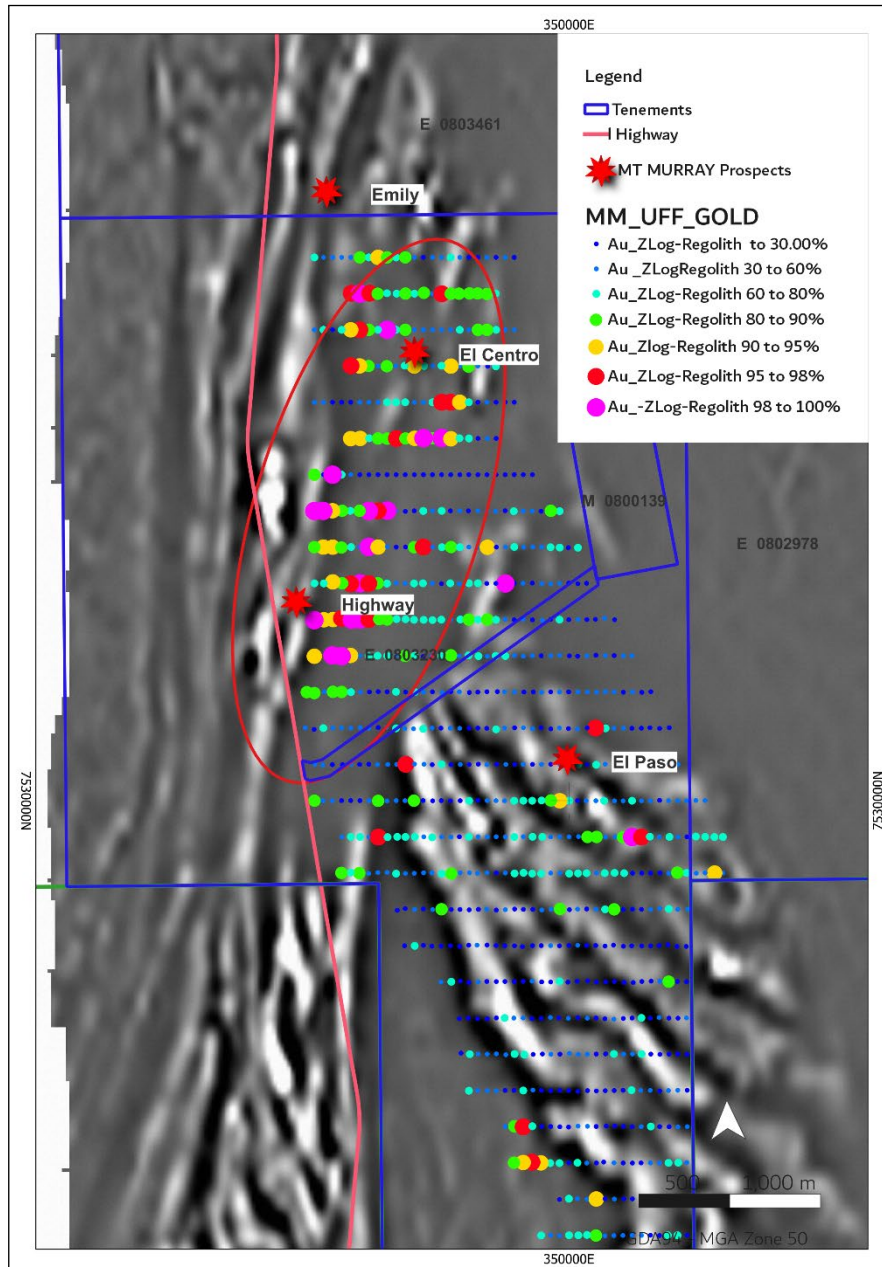 350000E
Legend
Tenements
Highway
MT MURRAY Prospects
MM_UFF_GOLD
Au_ZLog-Regolith to 30.00%
Au _ZLogRegolith 30 to 60%
Au_ZLog-Regolith 60 to 80%
Au_ZLog-Regolith 80 to 90%
Au_Zlog-Regolith 90 to 95%
Au_ZLog-Regolith 95 to 98%
Au_-ZLog-Regolith 98 to 100%
E 0803461
Emily
El Centro
M 0800139
E 0802978
Highway
E 0803230
El Paso
7530000N
7530000N
500 1,000 m
GDA94 - MGA Zone 50
350000E